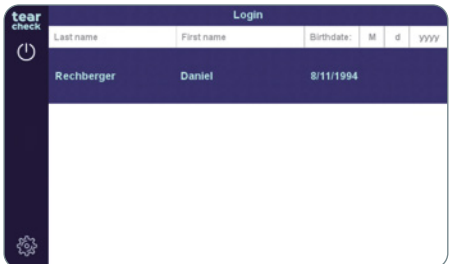 tear
check
Login
Last name First name Birthdate: M d yyyy
Rechberger Daniel 8/11/1994